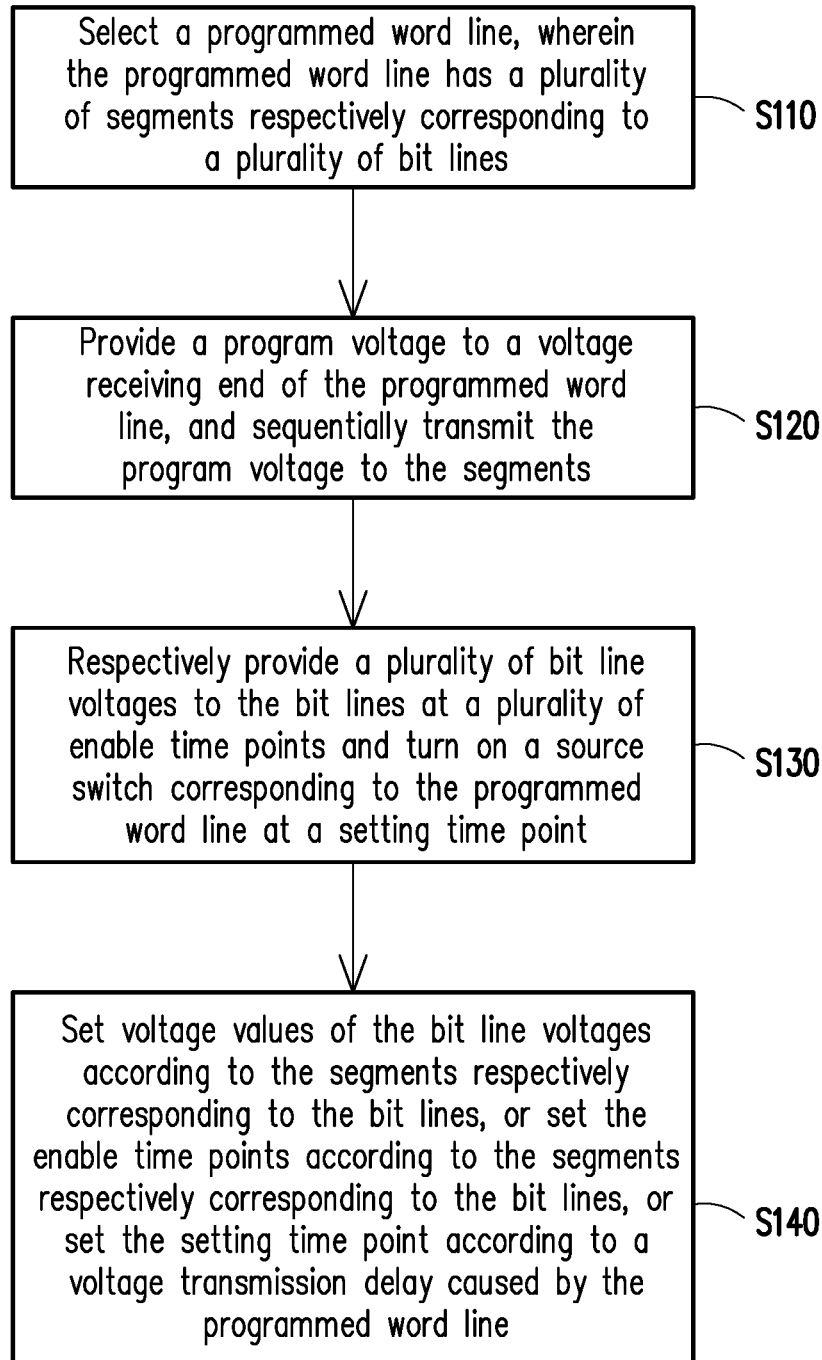 Select a programmed word line, wherein
the programmed word line has a plurality
of segments respectively corresponding to
a plurality of bit lines
S110
Provide a program voltage to a voltage
receiving end of the programmed word
line, and sequentially transmit the
program voltage to the segments
S120
Respectively provide a plurality of bit line
voltages to the bit lines at a plurality of
enable time points and turn on a source
switch corresponding to the programmed
word line at a setting time point
S130
Set voltage values of the bit line voltages
according to the segments respectively
corresponding to the bit lines, or set the
enable time points according to the segments
respectively corresponding to the bit lines, or
set the setting time point according to a
voltage transmission delay caused by the
programmed word line
S140